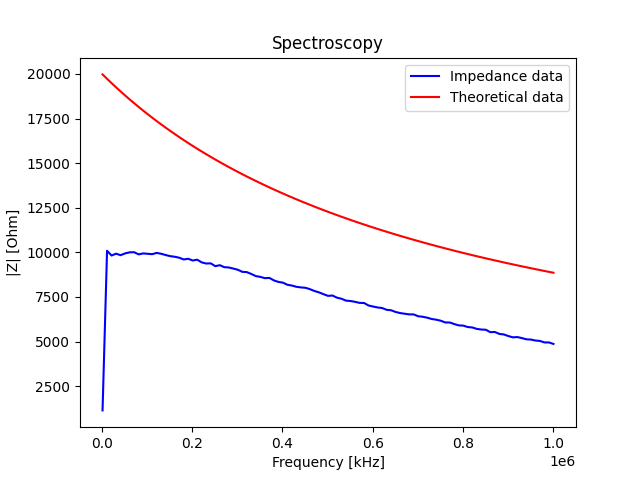 Spectroscopy
Impedance data
Theoretical data
|Z| [Ohm]
20000
17500
15000
12500
10000
7500
5000
2500
0.0 0.2 0.4 0.6 0.8 1.0
1e6
Frequency [kHz]